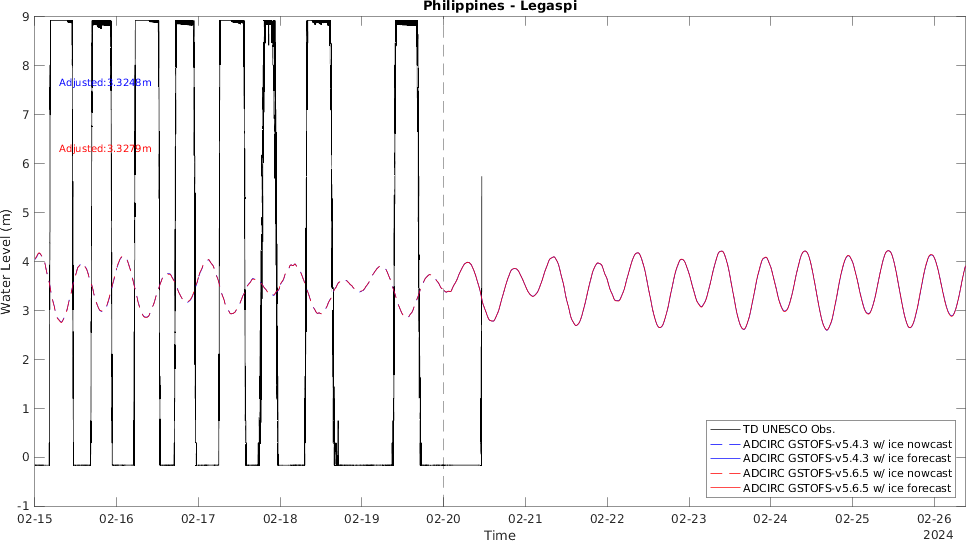 Philippines - Legaspi
9
8
7
6
5
4
3
2
1
0
-1
Water Level (m)
Adjusted:3.3248m
Adjusted:3.3279m
TD UNESCO Obs.
ADCIRC GSTOFS-v5.4.3 w/ ice nowcast
ADCIRC GSTOFS-v5.4.3 w/ ice forecast
ADCIRC GSTOFS-v5.6.5 w/ ice nowcast
ADCIRC GSTOFS-v5.6.5 w/ ice forecast
02-15 02-16 02-17 02-18 02-19 02-20 02-21 02-22 02-23 02-24 02-25 02-26
2024
Time